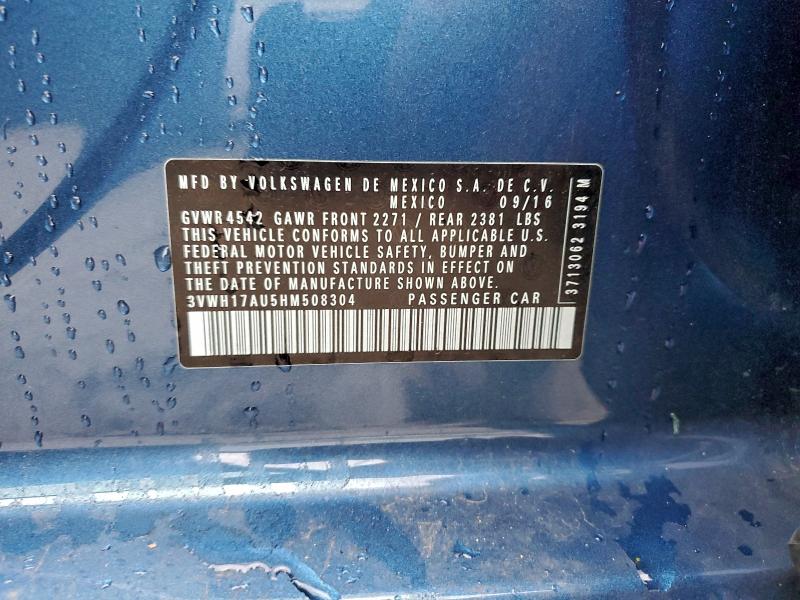 MFD BY VOLKSWAGEN DE MEXICO S.A. DE C.V.
MEXICO 09/16
GVWR 4542 GAWR FRONT 2271 / REAR 2381 LBS
THIS VEHICLE CONFORMS TO ALL APPLICABLE U.S.
FEDERAL MOTOR VEHICLE SAFETY, BUMPER AND
THEFT PREVENTION STANDARDS IN EFFECT ON
THE DATE OF MANUFACTURE SHOWN ABOVE.
3VWH17AU5HM508304 PASSENGER CAR
3713062 3194 M